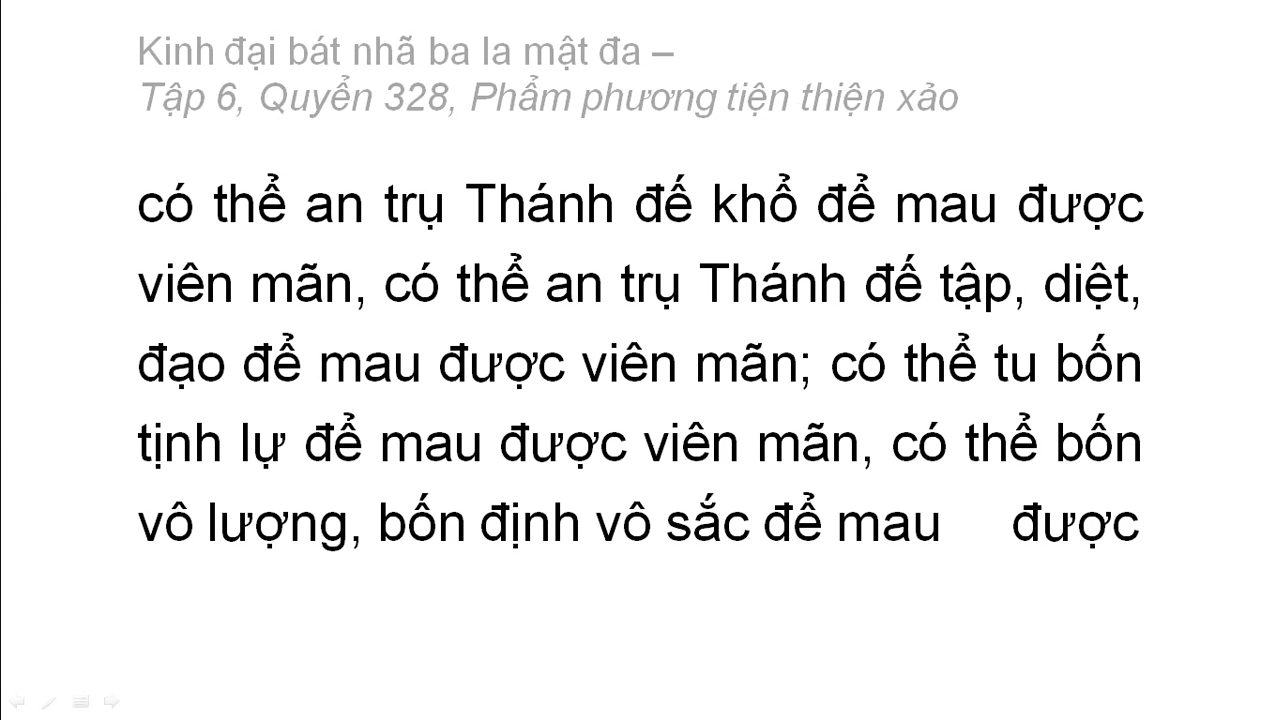 Kinh đại bát nhã ba la mật đa –
Tập 6, Quyển 328, Phẩm phương tiện thiện xảo
có thể an trụ Thánh đế khổ để mau được
viên mãn, có thể an trụ Thánh đế tập, diệt,
đạo để mau được viên mãn; có thể tu bốn
tịnh lự để mau được viên mãn, có thể bốn
vô lượng, bốn định vô sắc để mau được